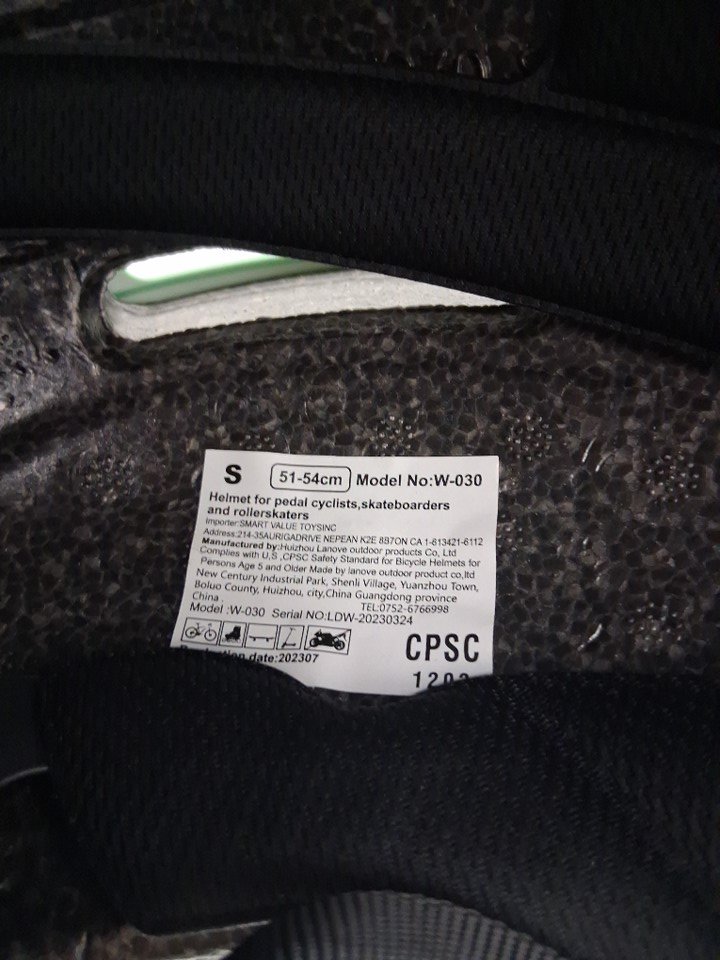 S 51-54cm Model No:W-030
Helmet for pedal cyclists,skateboarders
and rollerskaters
Importer:SMART VALUE TOYSINC
Address:214-35AURIGADRIVE NEPEAN K2E 8B7ON CA 1-813421-6112
Manufactured by:Huizhou Lanove outdoor products Co, Ltd
Complies with U,S ,CPSC Safety Standard for Bicycle Helmets for
Persons Age 5 and Older Made by lanove outdoor product co,ltd
New Century Industrial Park, Shenli Village, Yuanzhou Town,
Boluo County, Huizhou, city,China Guangdong province
China .
TEL:0752-6766998
Model :W-030 Serial NO:LDW-20230324
date:202307
CPSC